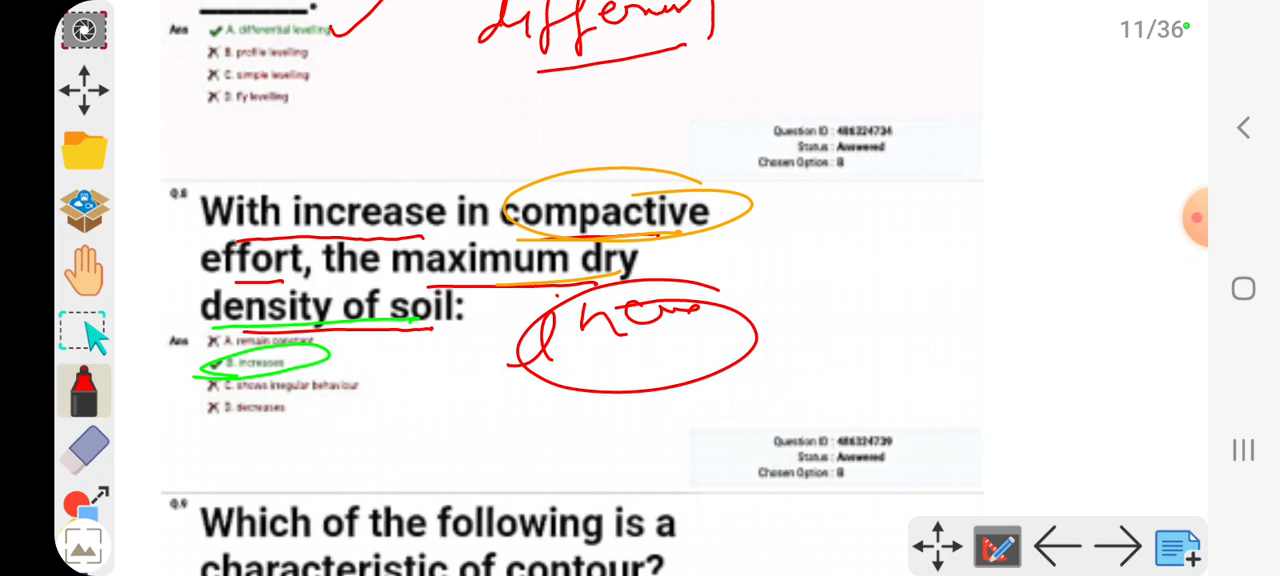 11/36
Ans
A. differential levelling
B. profile levelling
C. simple levelling
D. fly levelling
Question ID : 486324734
Status : Answered
Chosen Option : B
Q.8
With increase in compactive
effort, the maximum dry
density of soil:
Ans
A. remain constant
B. increases
C. shows irregular behaviour
D. decreases
Question ID : 486324739
Status : Answered
Chosen Option : B
Q.9
Which of the following is a
characteristic of contour?